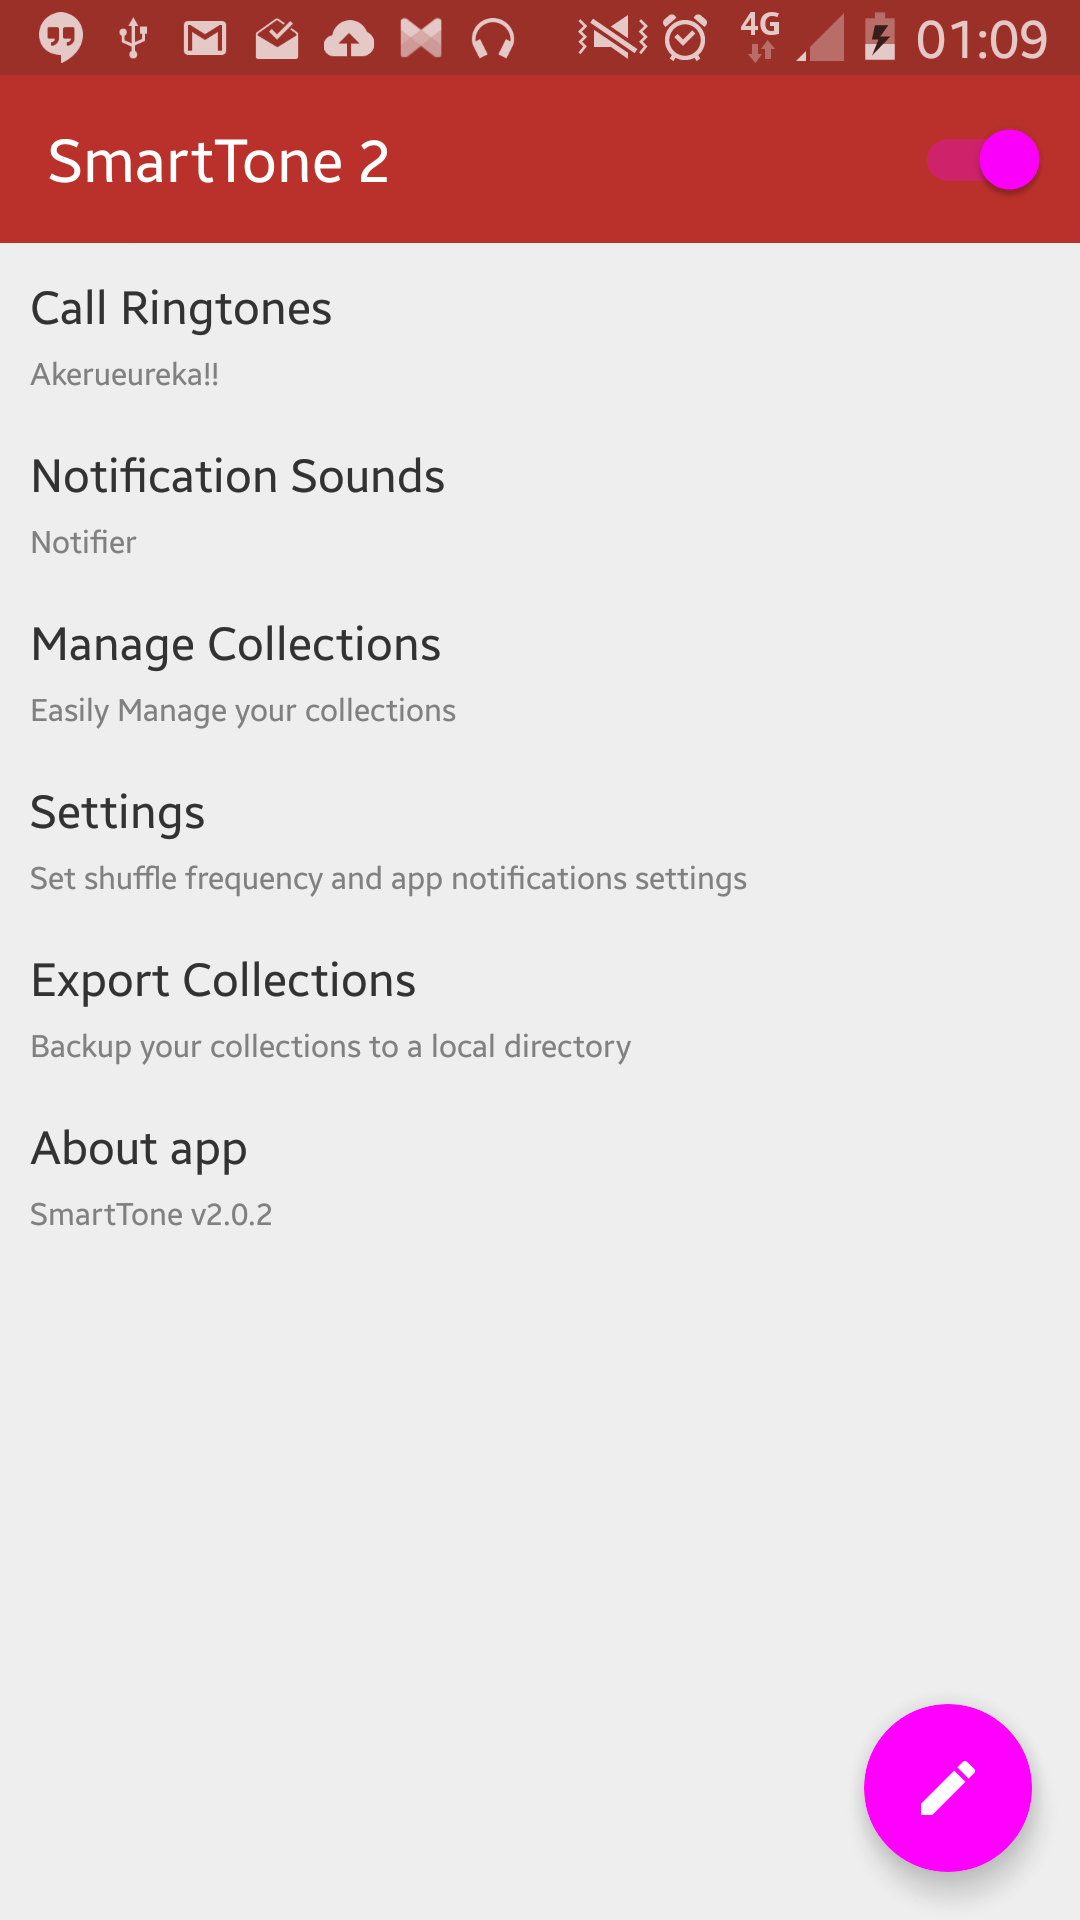 4G 01:09
SmartTone 2
Call Ringtones
Akerueureka!!
Notification Sounds
Notifier
Manage Collections
Easily Manage your collections
Settings
Set shuffle frequency and app notifications settings
Export Collections
Backup your collections to a local directory
About app
SmartTone v2.0.2